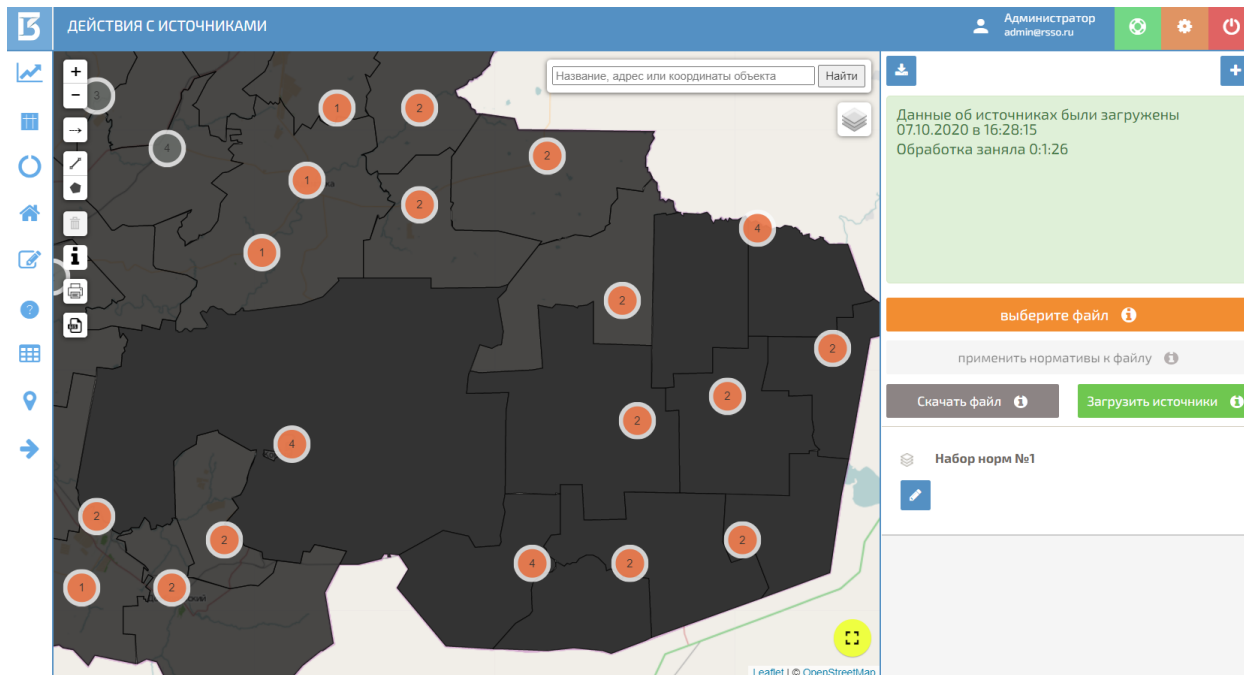 ДЕЙСТВИЯ С ИСТОЧНИКАМИ
Администратор
admin@rsso.ru
+
−
Название, адрес или координаты объекта
Найти
3
4
1
2
1
2
2
1
4
2
2
2
2
4
2
2
1
2
4
2
2
Leaflet | © OpenStreetMap
Данные об источниках были загружены
07.10.2020 в 16:28:15
Обработка заняла 0:1:26
выберите файл
применить нормативы к файлу
Скачать файл
Загрузить источники
Набор норм №1